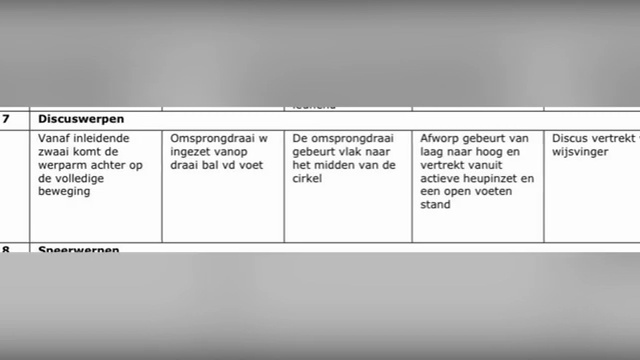 7 Discuswerpen
Vanaf inleidende
zwaai komt de
werparm achter op
de volledige
beweging
Omsprongdraai w
ingezet vanop
draai bal vd voet
De omsprongdraai
gebeurt vlak naar
het midden van de
cirkel
Afworp gebeurt van
laag naar hoog en
vertrekt vanuit
actieve heupinzet en
een open voeten
stand
Discus vertrekt
wijsvinger
8 Speerwerpen